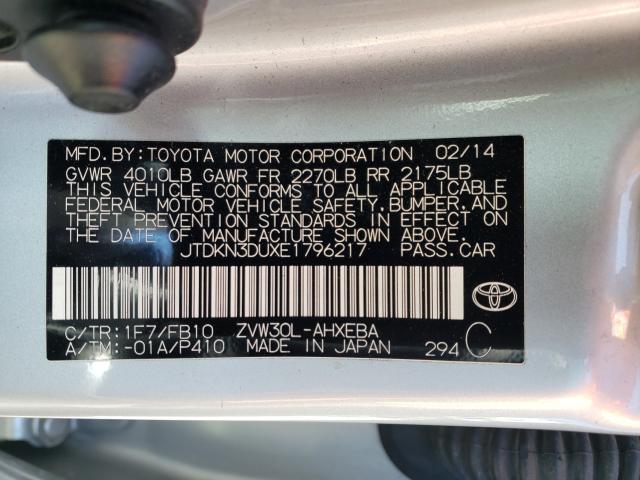 MFD. BY: TOYOTA MOTOR CORPORATION 02/14
GVWR 4010LB GAWR FR 2270LB RR 2175LB
THIS VEHICLE CONFORMS TO ALL APPLICABLE
FEDERAL MOTOR VEHICLE SAFETY, BUMPER, AND
THEFT PREVENTION STANDARDS IN EFFECT ON
THE DATE OF MANUFACTURE SHOWN ABOVE.
JTDKN3DUXE1796217 PASS. CAR
C/TR: 1F7/FB10 ZVW30L-AHXEBA
A/TM: -01A/P410 MADE IN JAPAN 294 C